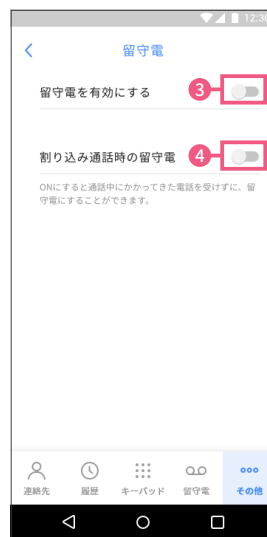 12:30
留守電
留守電を有効にする 3
割り込み通話時の留守電 4
ONにすると通話中にかかってきた電話を受けずに、留
守電にすることができます。
連絡先 履歴 キーパッド 留守電 その他